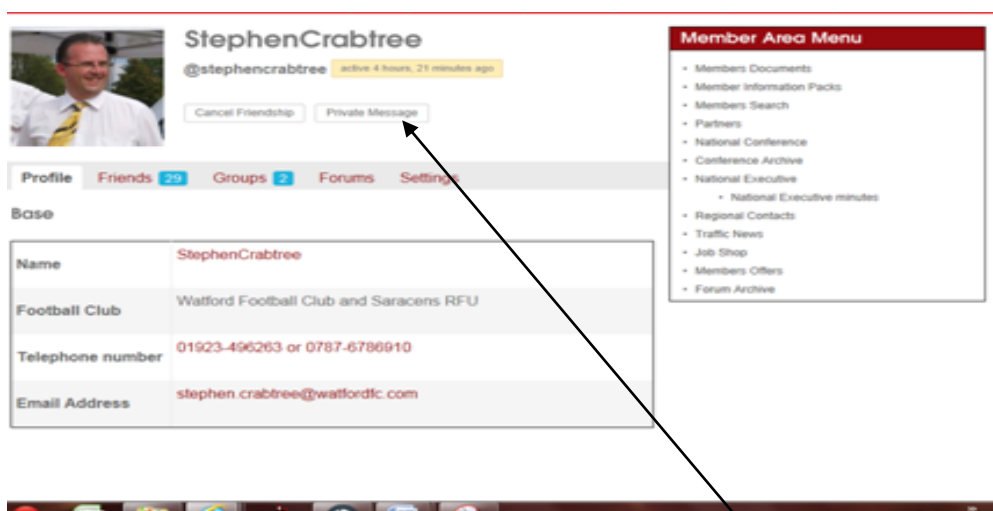 StephenCrabtree
@stephencrabtree active 4 hours, 21 minutes ago
Cancel Friendship Private Message
Profile Friends 29 Groups 2 Forums Settings
Base
Name StephenCrabtree
Football Club Watford Football Club and Saracens RFU
Telephone number 01923-496263 or 0787-6786910
Email Address stephen.crabtree@watfordfc.com
Member Area Menu
Members Documents
Member Information Packs
Members Search
Partners
National Conference
Conference Archive
National Executive
National Executive minutes
Regional Contacts
Traffic News
Job Shop
Members Offers
Forum Archive